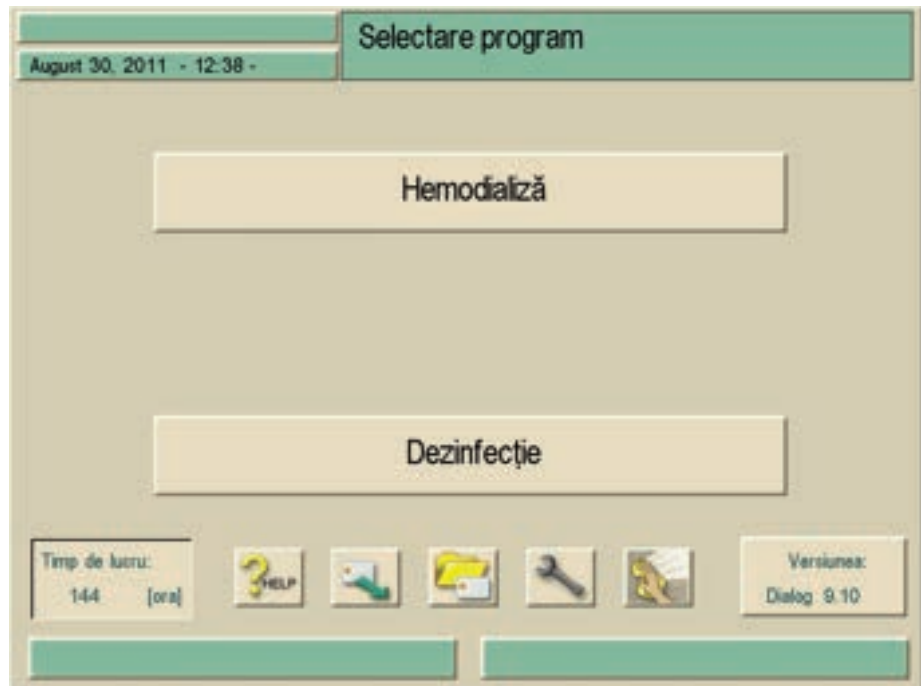 Selectare program
August 30, 2011 - 12:38 -
Hemodializă
Dezinfecție
HELP
Timp de lucru:
144 [ora]
Versiunea:
Dialog 9.10